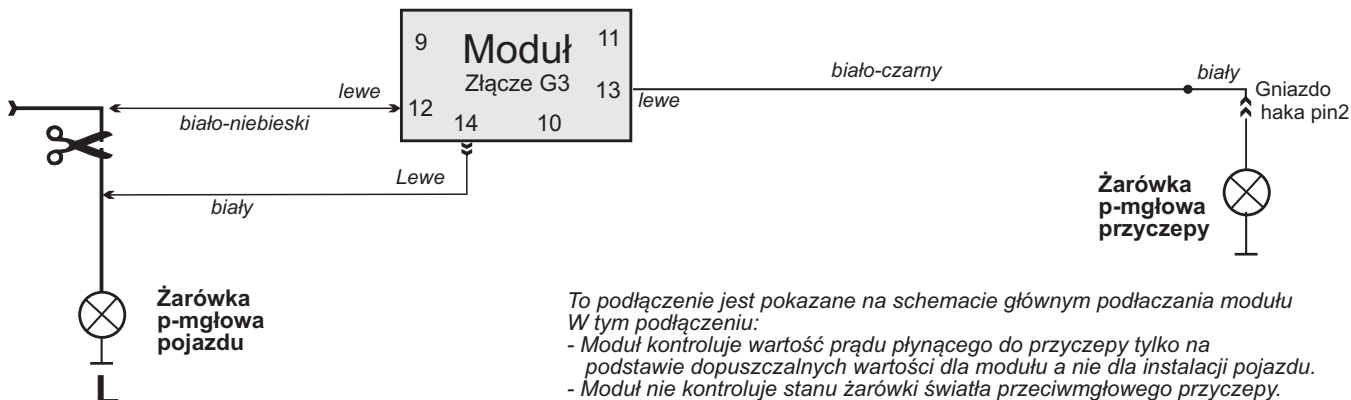 9
Moduł
11
Złącze G3
13
12
14
10
lewe
biało-niebieski
lewe
biało-czarny
biały
Gniazdo
haka pin2
Lewe
biały
Żarówka
p-mgłowa
przyczepy
Żarówka
p-mgłowa
pojazdu
To podłączenie jest pokazane na schemacie głównym podłaczania modułu
W tym podłączeniu:
- Moduł kontroluje wartość prądu płynącego do przyczepy tylko na
podstawie dopuszczalnych wartości dla modułu a nie dla instalacji pojazdu.
- Moduł nie kontroluje stanu żarówki światła przeciwmgłowego przyczepy.